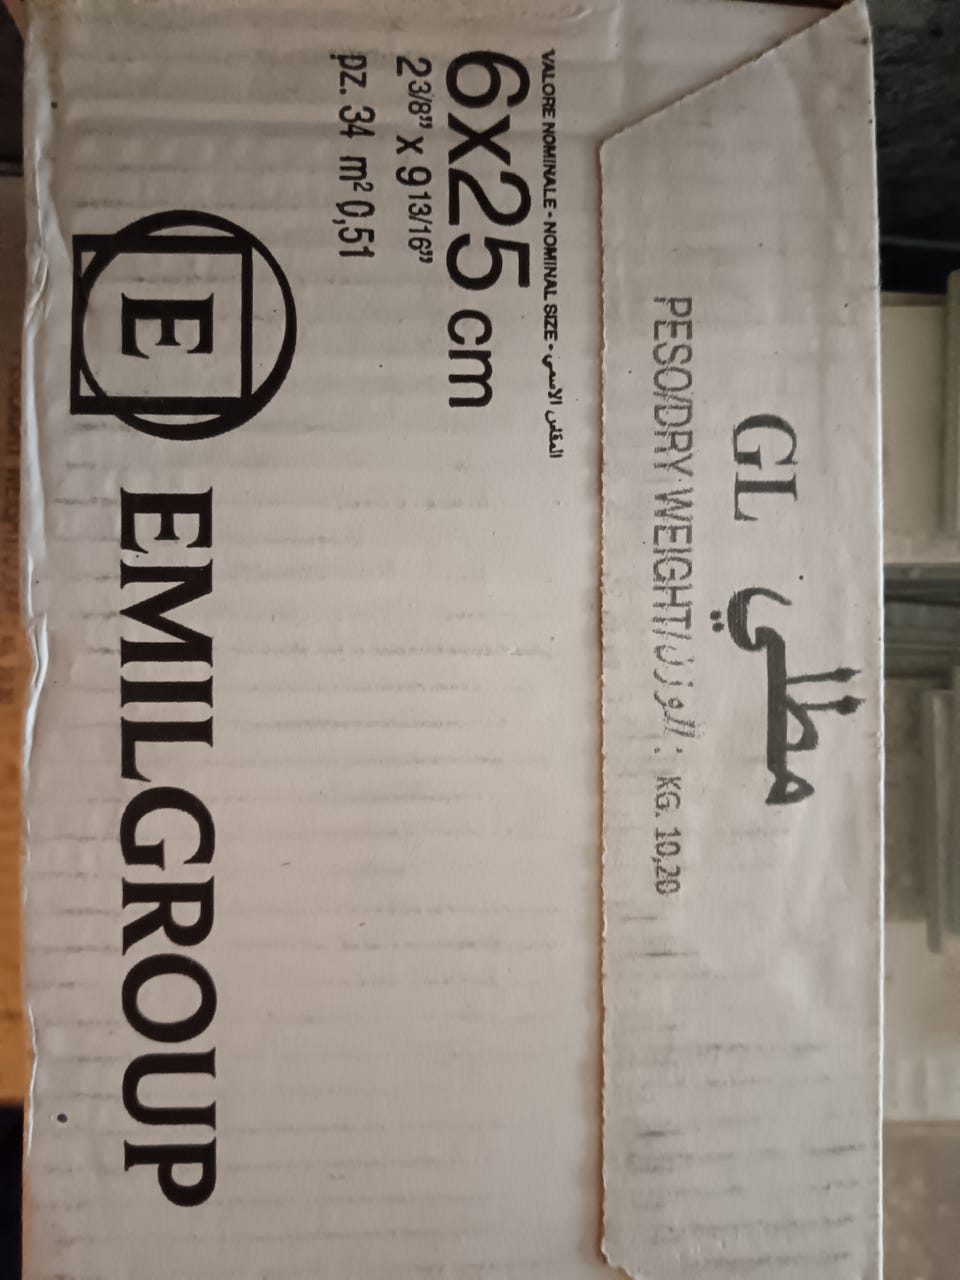 GL مطلي
PESO/DRY WEIGHT/الوزن: KG. 10,20
VALORE NOMINALE - NOMINAL SIZE - المقاس الاسمي
6x25 cm
2 3/8" x 9 13/16"
pz. 34 m² 0,51
E EMILGROUP